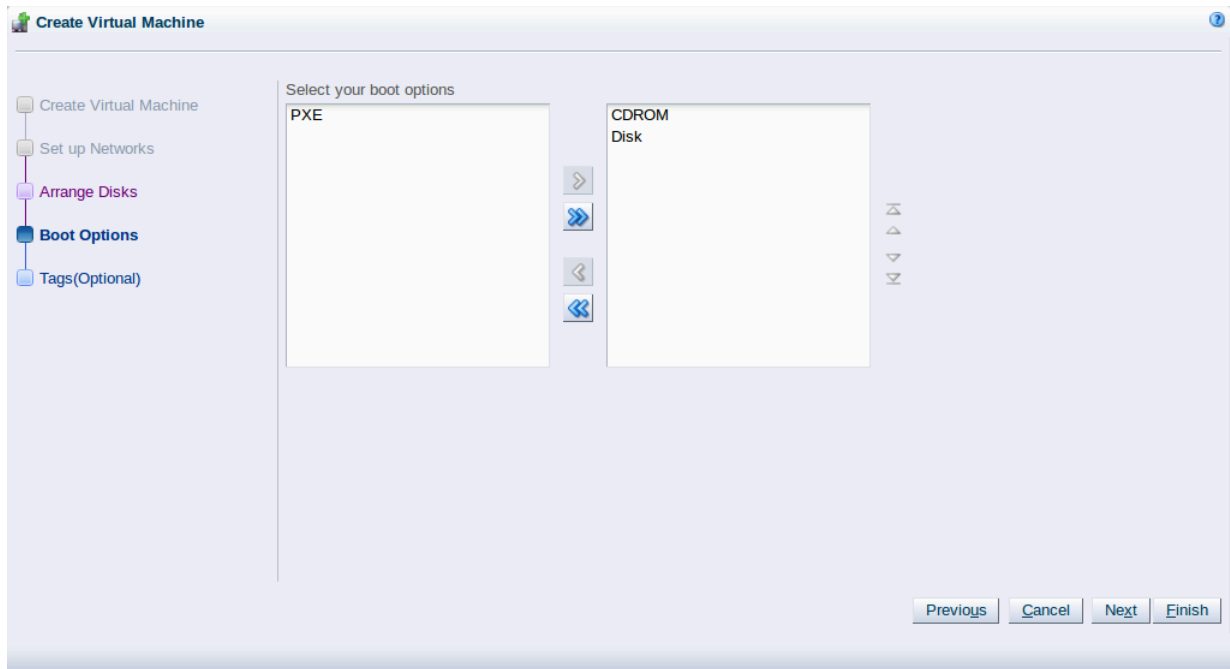 Create Virtual Machine
Create Virtual Machine
Set up Networks
Arrange Disks
Boot Options
Tags(Optional)
Select your boot options
PXE
CDROM
Disk
Previous
Cancel
Next
Finish